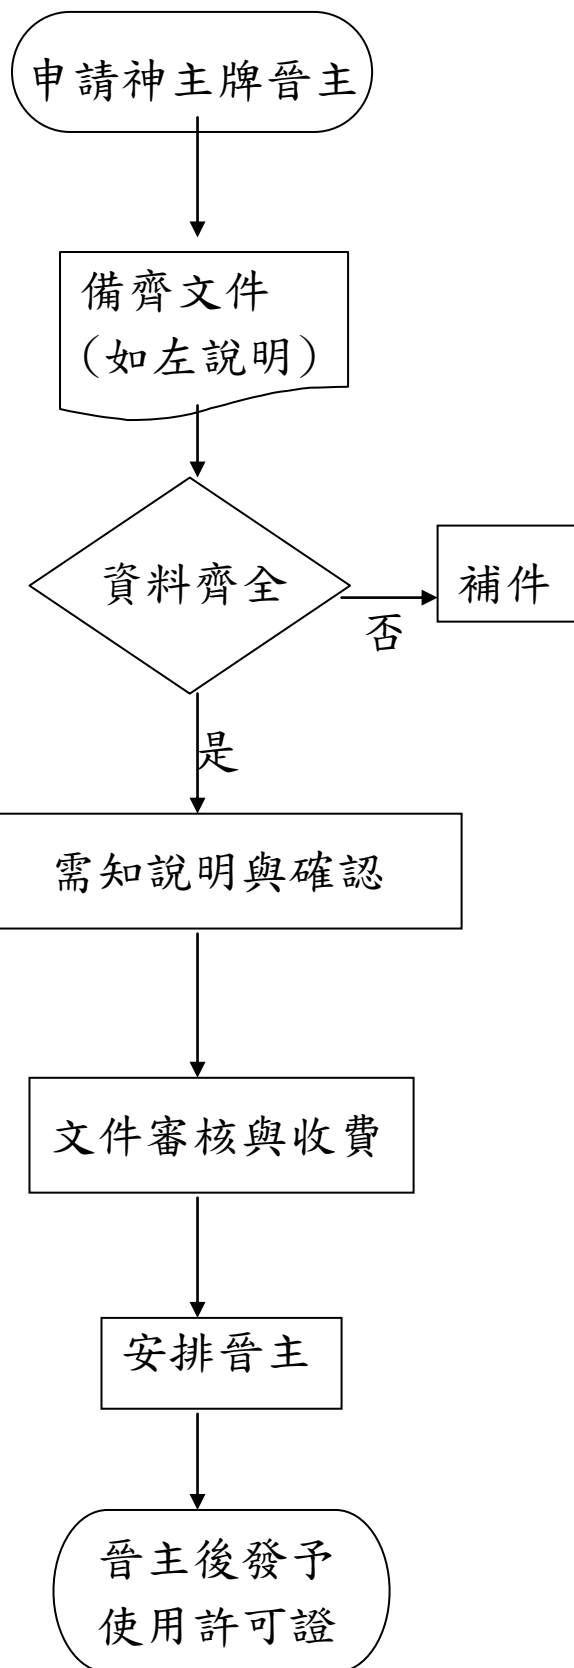 申請神主牌晉主
備齊文件
(如左說明)
資料齊全
補件
否
是
需知說明與確認
文件審核與收費
安排晉主
晉主後發予
使用許可證